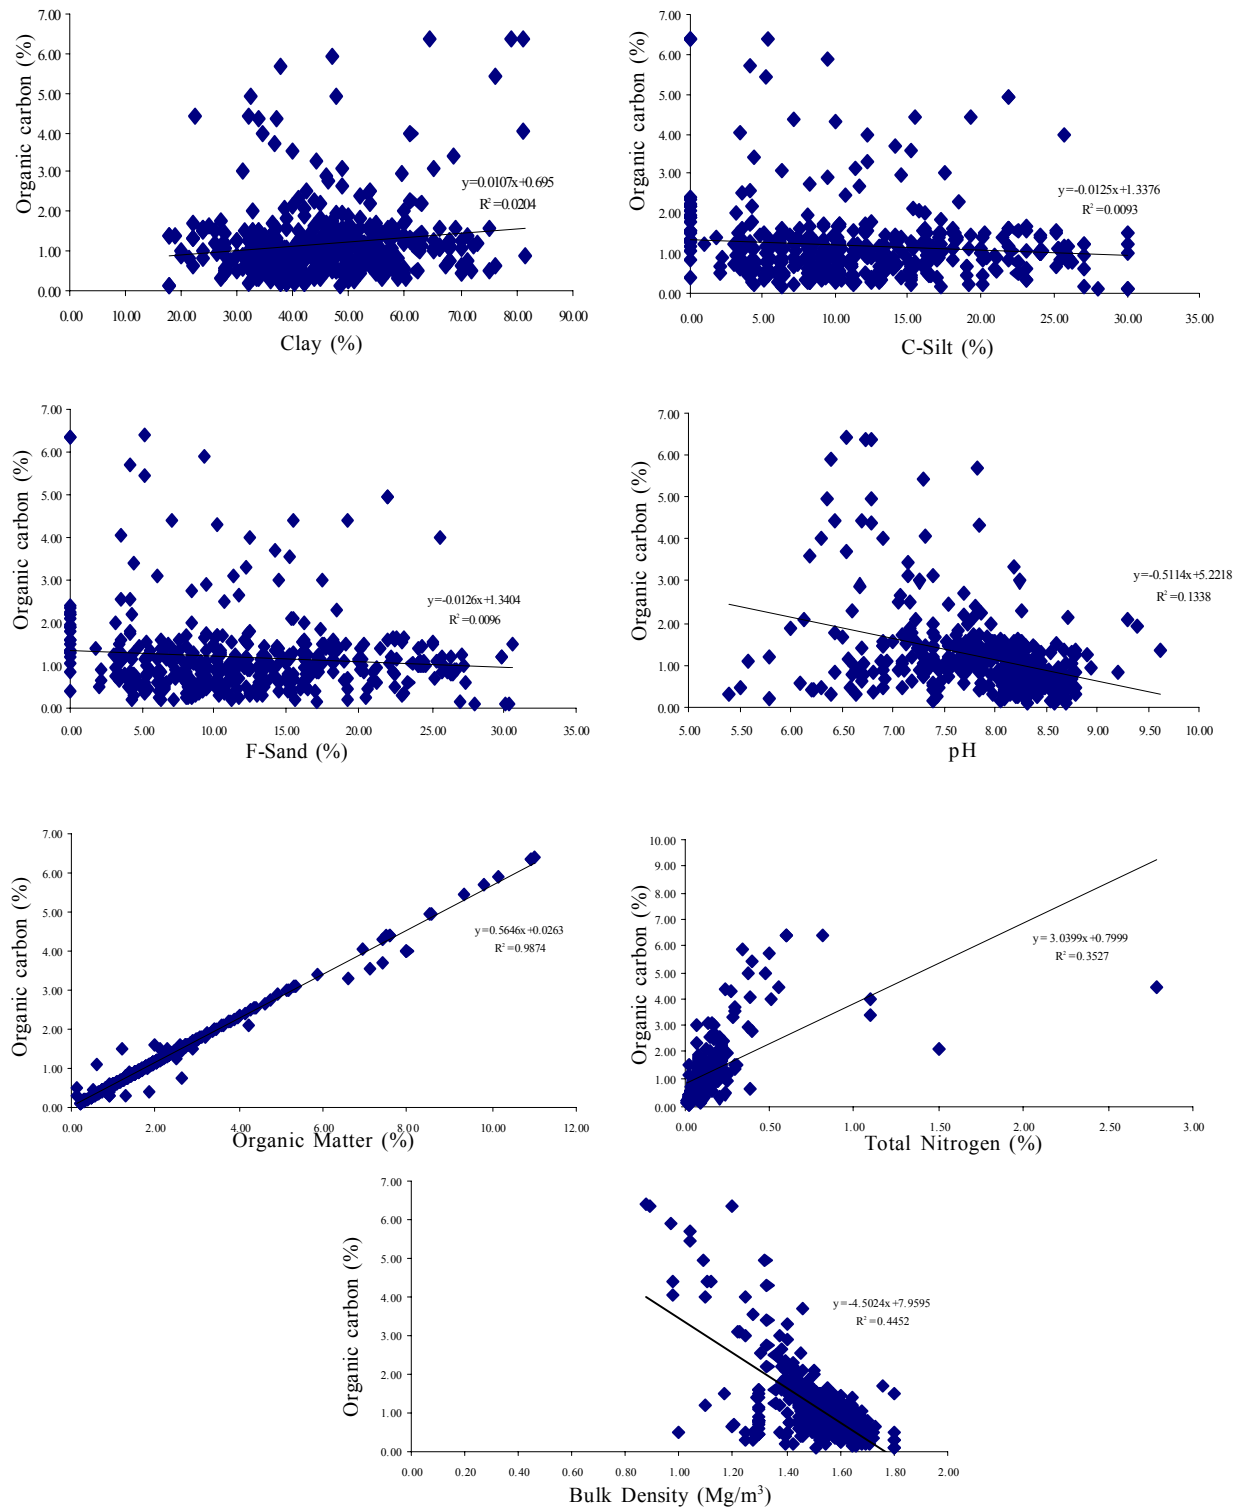 Organic carbon (%)
7.00
6.00
5.00
4.00
3.00
2.00
1.00
0.00
y=0.0107x+0.695
R²=0.0204
0.00 10.00 20.00 30.00 40.00 50.00 60.00 70.00 80.00 90.00
Clay (%)
Organic carbon (%)
7.00
6.00
5.00
4.00
3.00
2.00
1.00
0.00
y=-0.0125x+1.3376
R²=0.0093
0.00 5.00 10.00 15.00 20.00 25.00 30.00 35.00
C-Silt (%)
Organic carbon (%)
7.00
6.00
5.00
4.00
3.00
2.00
1.00
0.00
y=-0.0126x+1.3404
R²=0.0096
0.00 5.00 10.00 15.00 20.00 25.00 30.00 35.00
F-Sand (%)
Organic carbon (%)
7.00
6.00
5.00
4.00
3.00
2.00
1.00
0.00
y=-0.5114x+5.2218
R²=0.1338
5.00 5.50 6.00 6.50 7.00 7.50 8.00 8.50 9.00 9.50 10.00
pH
Organic carbon (%)
7.00
6.00
5.00
4.00
3.00
2.00
1.00
0.00
y=0.5646x+0.0263
R²=0.9874
0.00 2.00 4.00 6.00 8.00 10.00 12.00
Organic Matter (%)
Organic carbon (%)
10.00
9.00
8.00
7.00
6.00
5.00
4.00
3.00
2.00
1.00
0.00
y=3.0399x+0.7999
R²=0.3527
0.00 0.50 1.00 1.50 2.00 2.50 3.00
Total Nitrogen (%)
Organic carbon (%)
7.00
6.00
5.00
4.00
3.00
2.00
1.00
0.00
y=-4.5024x+7.9595
R²=0.4452
0.00 0.20 0.40 0.60 0.80 1.00 1.20 1.40 1.60 1.80 2.00
Bulk Density (Mg/m³)